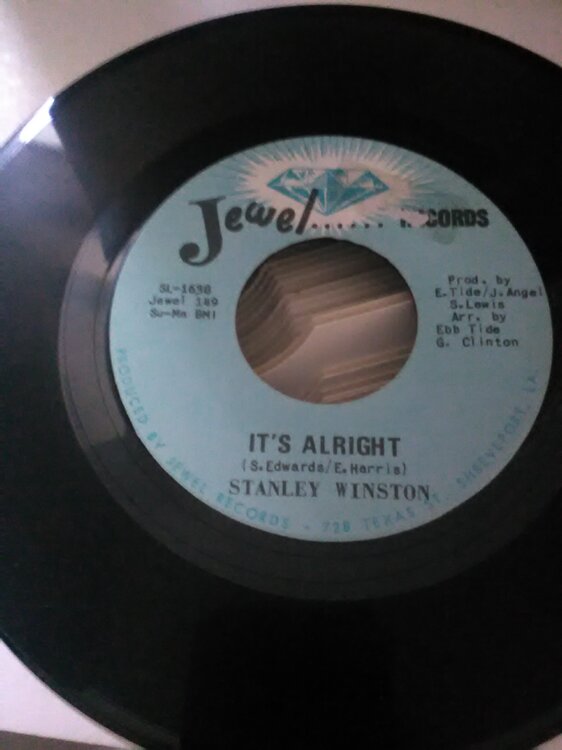 Jewel....... RECORDS
SL-1638
Jewel 149
Su-Ma BMI
Prod. by
E.Tide/J.Angel
S.Lewis
Arr. by
Ebb Tide
G. Clinton
IT'S ALRIGHT
(S.Edwards/E.Harris)
STANLEY WINSTON
PRODUCED BY JEWEL RECORDS - 728 TEXAS ST. SHREVEPORT, LA.